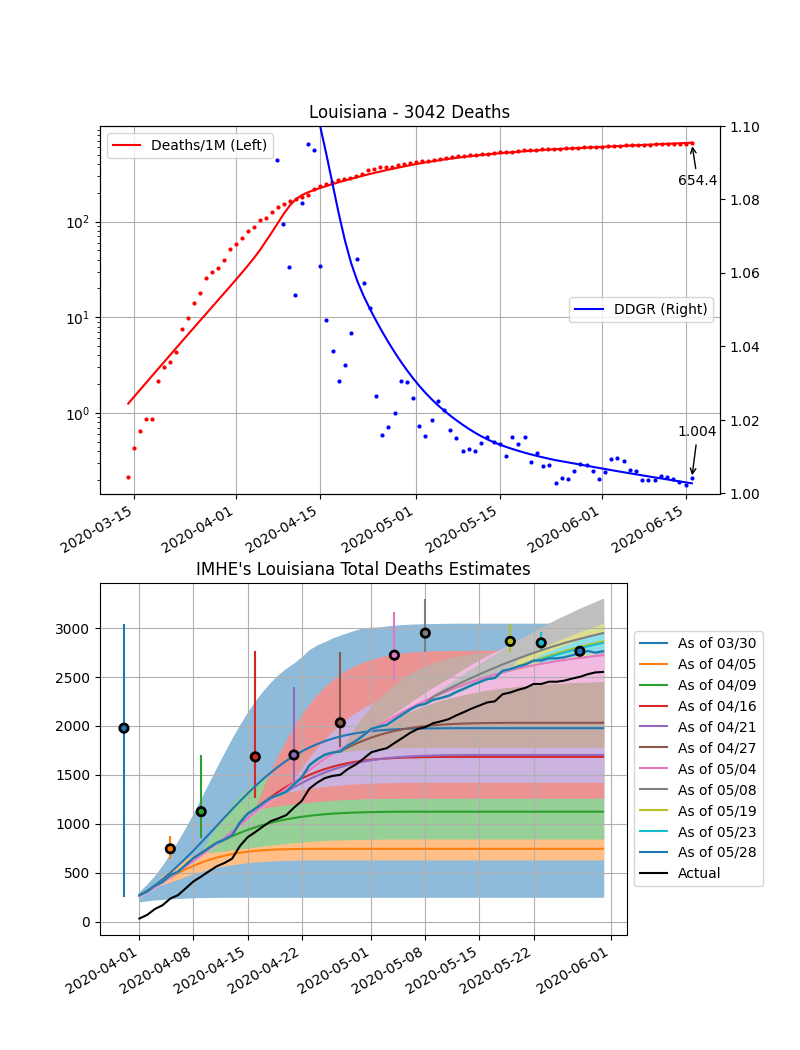 Louisiana - 3042 Deaths
Deaths/1M (Left)
DDGR (Right)
654.4
1.004
10²
10¹
10⁰
1.10
1.08
1.06
1.04
1.02
1.00
2020-03-15
2020-04-01
2020-04-15
2020-05-01
2020-05-15
2020-06-01
2020-06-15
IMHE's Louisiana Total Deaths Estimates
3000
2500
2000
1500
1000
500
0
2020-04-01
2020-04-08
2020-04-15
2020-04-22
2020-05-01
2020-05-08
2020-05-15
2020-05-22
2020-06-01
As of 03/30
As of 04/05
As of 04/09
As of 04/16
As of 04/21
As of 04/27
As of 05/04
As of 05/08
As of 05/19
As of 05/23
As of 05/28
Actual